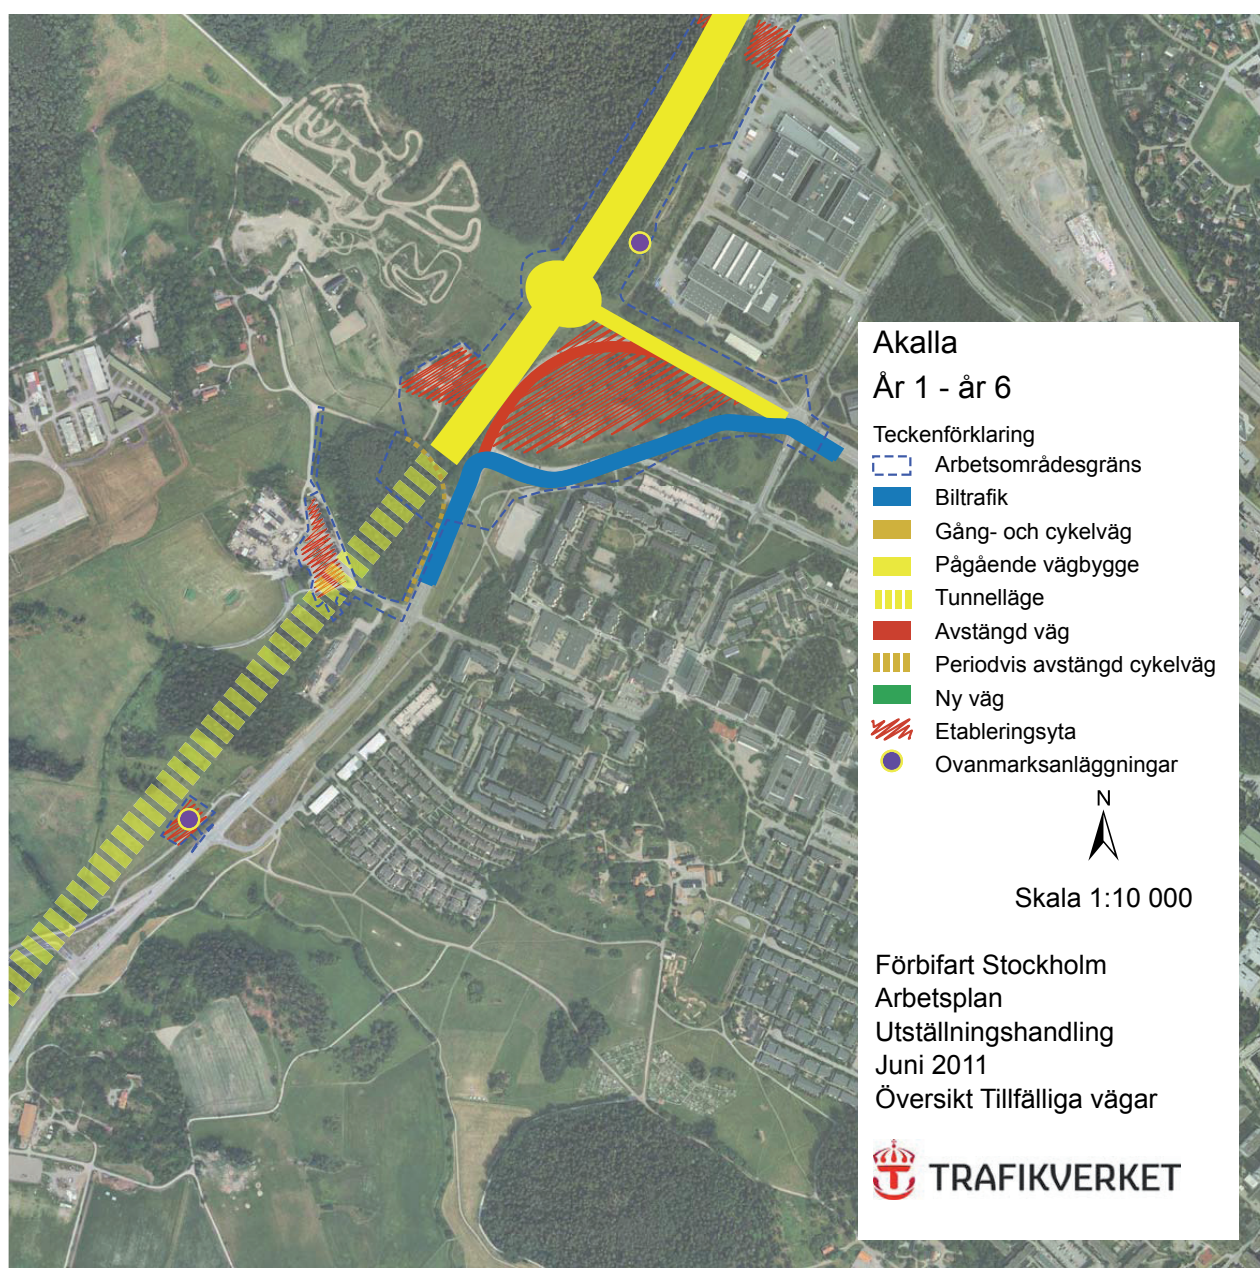 Akalla
År 1 - år 6
Teckenförklaring
Arbetsområdesgräns
Biltrafik
Gång- och cykelväg
Pågående vägbygge
Tunnelläge
Avstängd väg
Periodvis avstängd cykelväg
Ny väg
Etableringsyta
Ovanmarksanläggningar
N
Skala 1:10 000
Förbifart Stockholm
Arbetsplan
Utställningshandling
Juni 2011
Översikt Tillfälliga vägar
TRAFIKVERKET